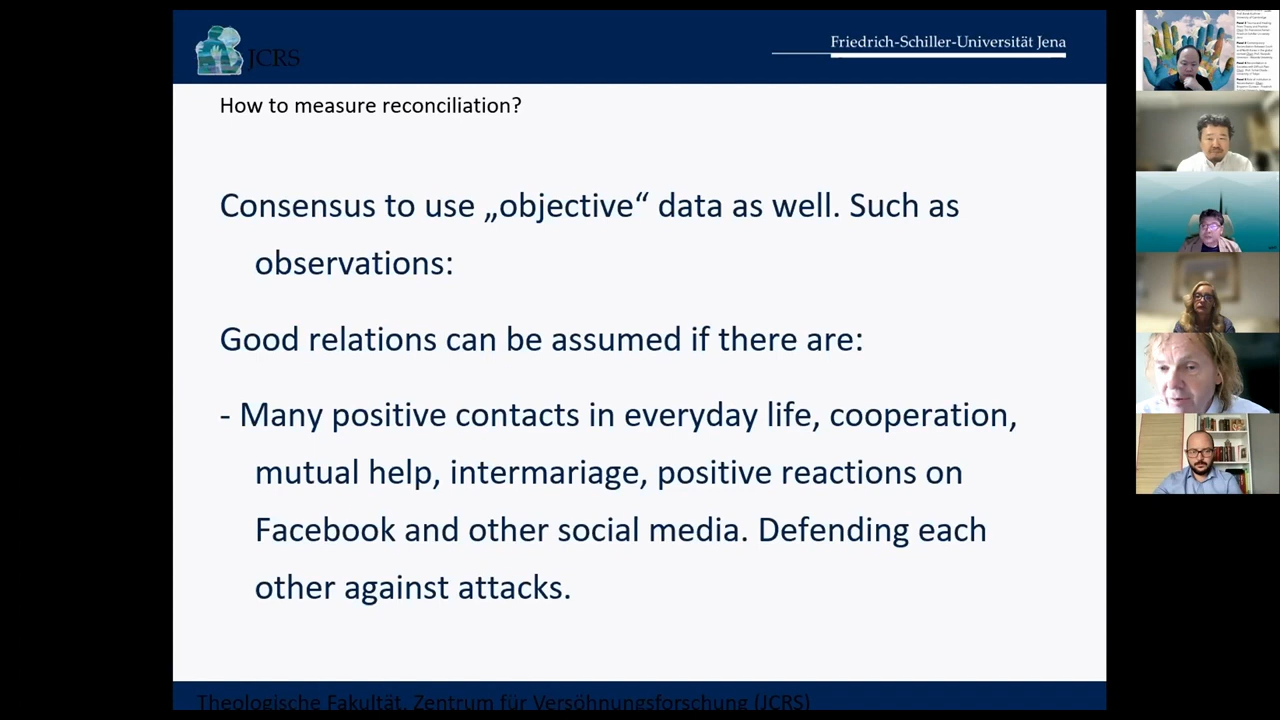 JCRS
Friedrich-Schiller-Universität Jena
How to measure reconciliation?
Consensus to use „objective“ data as well. Such as
observations:
Good relations can be assumed if there are:
- Many positive contacts in everyday life, cooperation,
mutual help, intermariage, positive reactions on
Facebook and other social media. Defending each
other against attacks.
Theologische Fakultät, Zentrum für Versöhnungsforschung (JCRS)